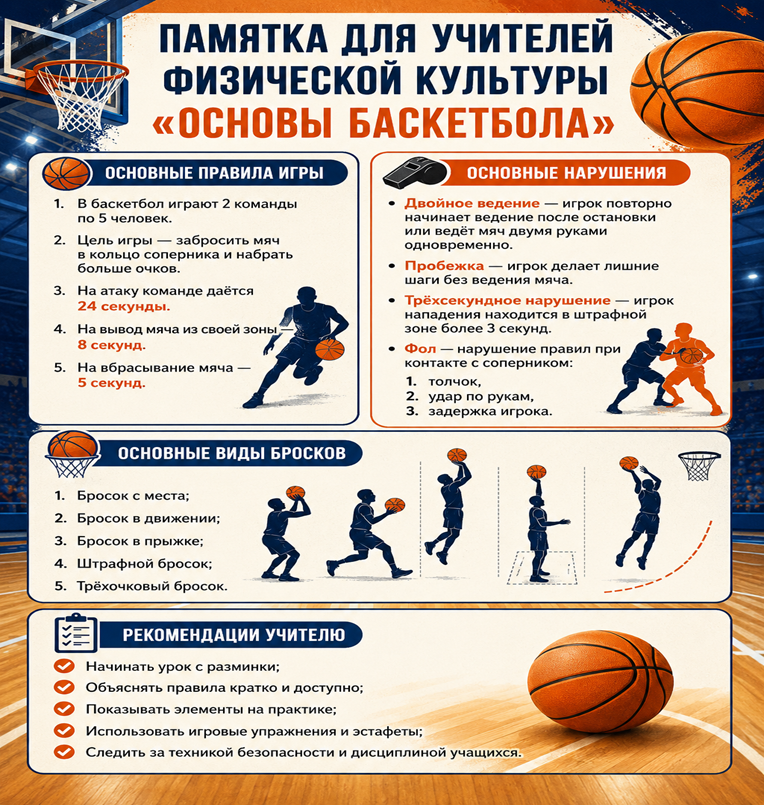 ПАМЯТКА ДЛЯ УЧИТЕЛЕЙ
ФИЗИЧЕСКОЙ КУЛЬТУРЫ
«ОСНОВЫ БАСКЕТБОЛА»
ОСНОВНЫЕ ПРАВИЛА ИГРЫ
1. В баскетбол играют 2 команды
по 5 человек.
2. Цель игры — забросить мяч
в кольцо соперника и набрать
больше очков.
3. На атаку команде даётся
24 секунды.
4. На вывод мяча из своей зоны —
8 секунд.
5. На вбрасывание мяча —
5 секунд.
ОСНОВНЫЕ НАРУШЕНИЯ
• Двойное ведение — игрок повторно
начинает ведение после остановки
или ведёт мяч двумя руками
одновременно.
• Пробежка — игрок делает лишние
шаги без ведения мяча.
• Трёхсекундное нарушение — игрок
нападения находится в штрафной
зоне более 3 секунд.
• Фол — нарушение правил при
контакте с соперником:
1. толчок,
2. удар по рукам,
3. задержка игрока.
ОСНОВНЫЕ ВИДЫ БРОСКОВ
1. Бросок с места;
2. Бросок в движении;
3. Бросок в прыжке;
4. Штрафной бросок;
5. Трёхочковый бросок.
РЕКОМЕНДАЦИИ УЧИТЕЛЮ
Начинать урок с разминки;
Объяснять правила кратко и доступно;
Показывать элементы на практике;
Использовать игровые упражнения и эстафеты;
Следить за техникой безопасности и дисциплиной учащихся.